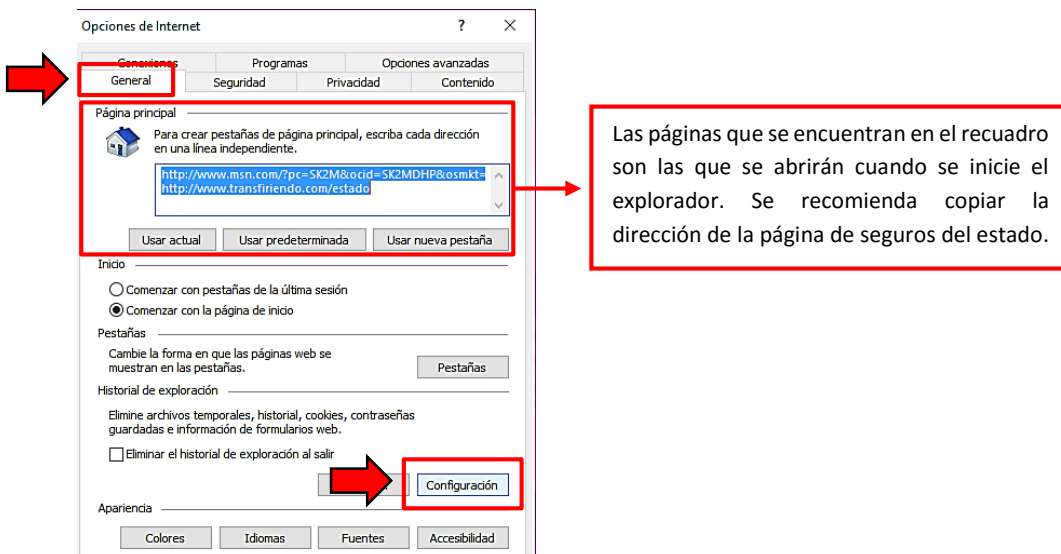 Opciones de Internet ? ×
Conexiones Programas Opciones avanzadas
General Seguridad Privacidad Contenido
Página principal
Para crear pestañas de página principal, escriba cada dirección
en una línea independiente.
http://www.msn.com/?pc=SK2M&ocid=SK2MDHP&osmkt=
http://www.transfiriendo.com/estado
Usar actual Usar predeterminada Usar nueva pestaña
Inicio
Comenzar con pestañas de la última sesión
Comenzar con la página de inicio
Pestañas
Cambie la forma en que las páginas web se
muestran en las pestañas.
Pestañas
Historial de exploración
Elimine archivos temporales, historial, cookies, contraseñas
guardadas e información de formularios web.
Eliminar el historial de exploración al salir
Configuración
Apariencia
Colores Idiomas Fuentes Accesibilidad
Las páginas que se encuentran en el recuadro
son las que se abrirán cuando se inicie el
explorador. Se recomienda copiar la
dirección de la página de seguros del estado.